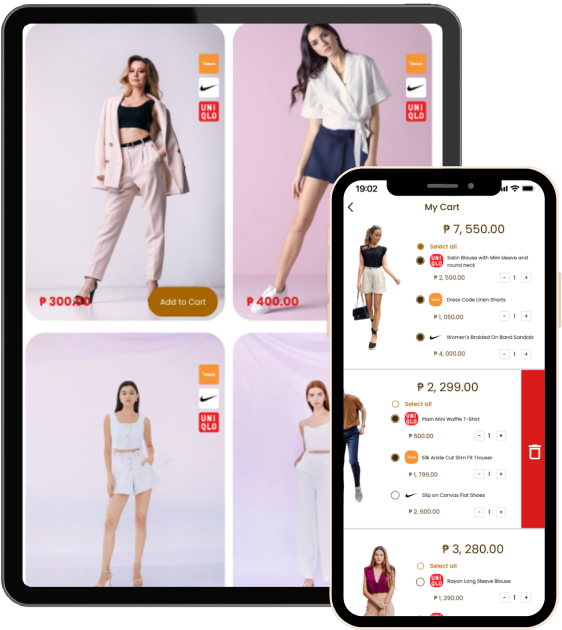 UNI
QLO
UNI
QLO
₱ 300.00
Add to Cart
₱ 400.00
UNI
QLO
19:02
My Cart
₱ 7, 550.00
Select all
UNI
QLO
Satin Blouse with Mini sleeve and
round neck
₱ 2, 500.00
- 1 +
Dress Code Linen Shorts
₱ 1, 050.00
- 1 +
Women's Braided On Band Sandals
₱ 4, 000.00
- 1 +
₱ 2, 299.00
Select all
UNI
QLO
Plain Mini Waffle T-Shirt
₱ 500.00
- 1 +
Silk Ankle Cut Slim Fit Trouser
₱ 1, 799.00
- 1 +
Slip on Canvas Flat Shoes
₱ 2, 600.00
- 1 +
₱ 3, 280.00
Select all
UNI
QLO
Rayon Long Sleeve Blouse
₱ 1, 290.00
- 1 +